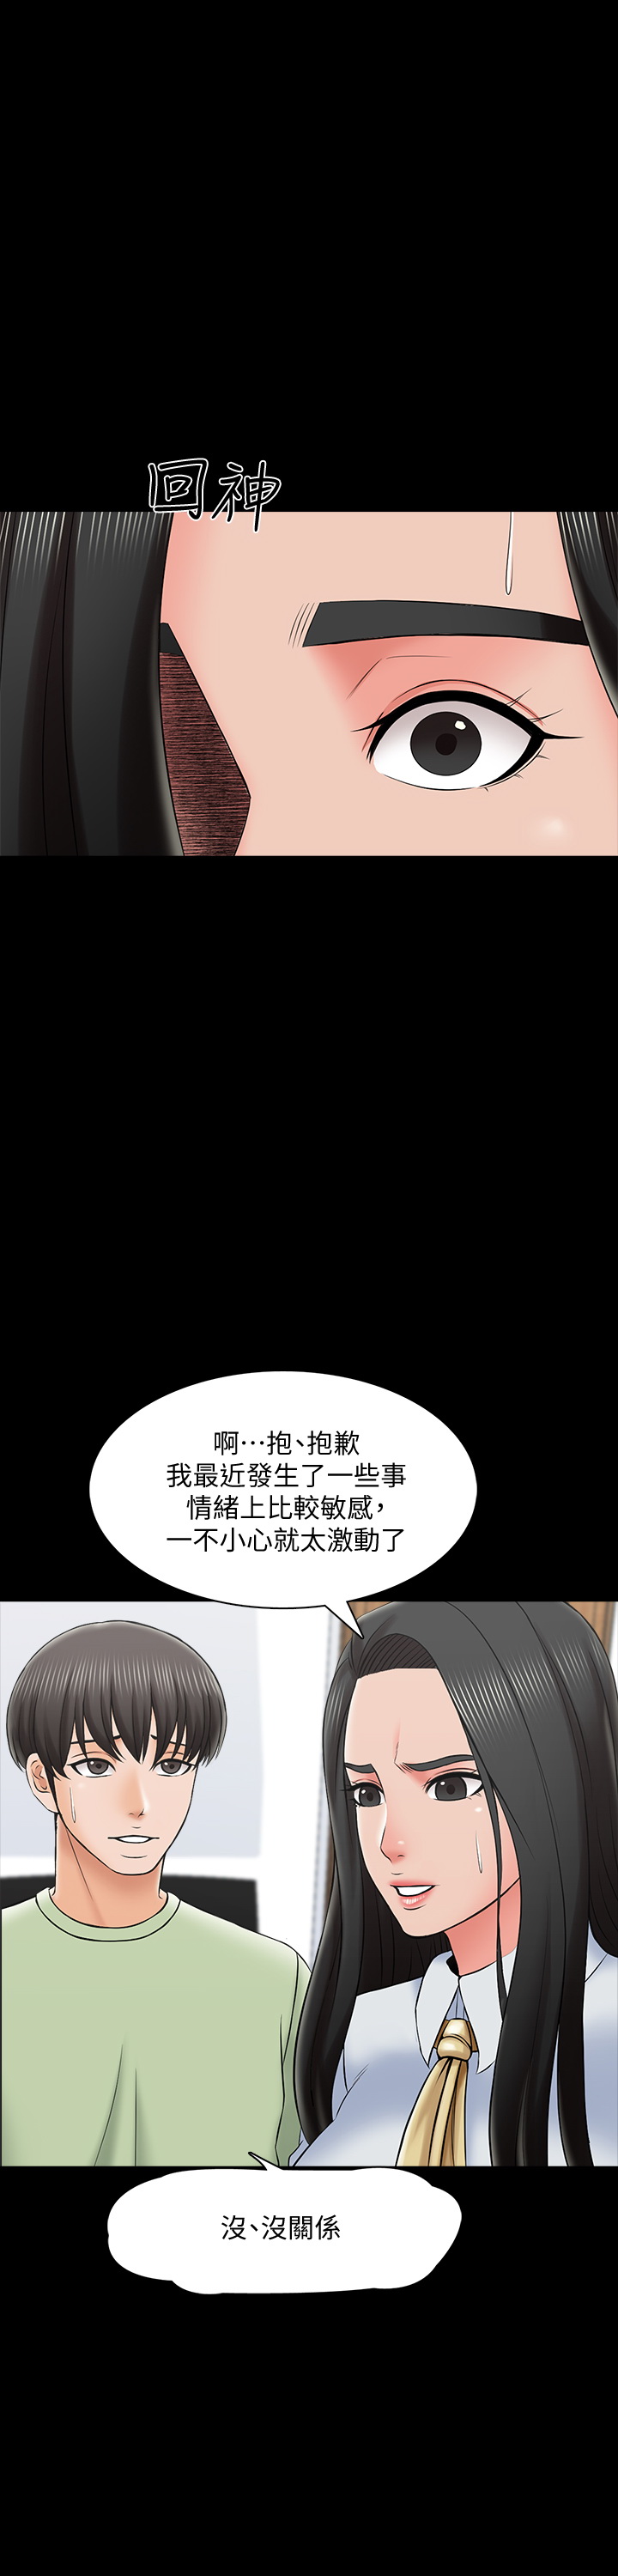 回神
啊⋯抱、抱歉
我最近發生了一些事
情緒上比較敏感，
一不小心就太激動了
沒、沒關係